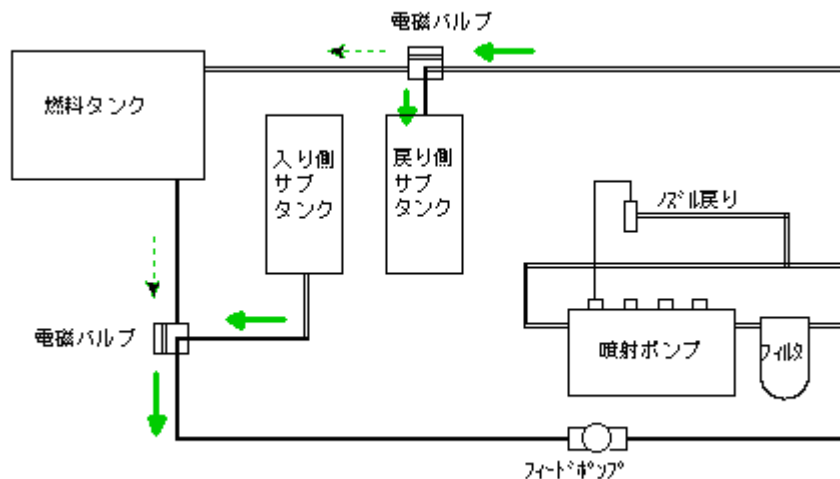 電磁バルブ
燃料タンク
入り側
サブ
タンク
戻り側
サブ
タンク
ﾉｽﾞﾙ戻り
電磁バルブ
噴射ポンプ
ﾌｨﾙﾀ
ﾌｨｰﾄﾞﾎﾟﾝﾌﾟ